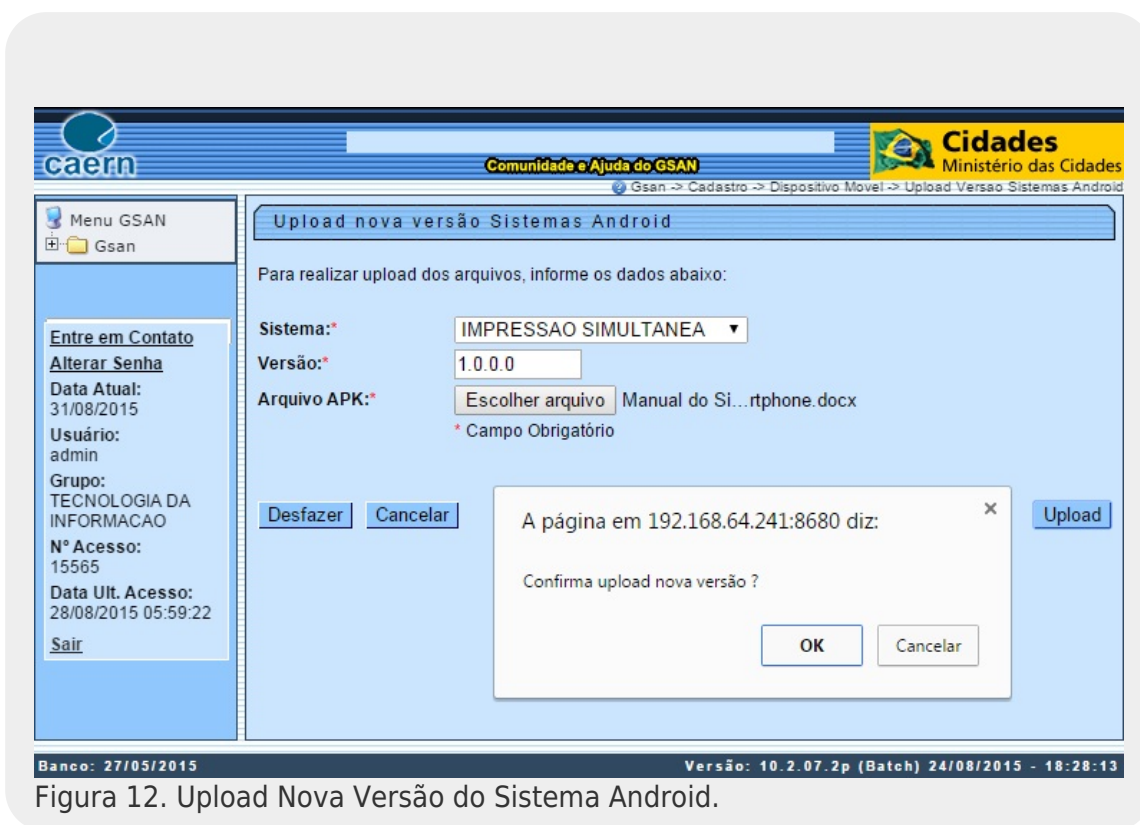 caern
Comunidade e Ajuda do GSAN
Cidades
Ministério das Cidades
Gsan -> Cadastro -> Dispositivo Movel -> Upload Versao Sistemas Android
Menu GSAN
Gsan
Entre em Contato
Alterar Senha
Data Atual:
31/08/2015
Usuário:
admin
Grupo:
TECNOLOGIA DA
INFORMACAO
Nº Acesso:
15565
Data Ult. Acesso:
28/08/2015 05:59:22
Sair
Upload nova versão Sistemas Android
Para realizar upload dos arquivos, informe os dados abaixo:
Sistema:* IMPRESSAO SIMULTANEA
Versão:* 1.0.0.0
Arquivo APK:* Escolher arquivo Manual do Si...rtphone.docx
* Campo Obrigatório
Desfazer Cancelar Upload
A página em 192.168.64.241:8680 diz:
Confirma upload nova versão ?
OK Cancelar
Banco: 27/05/2015 Versão: 10.2.07.2p (Batch) 24/08/2015 - 18:28:13
Figura 12. Upload Nova Versão do Sistema Android.